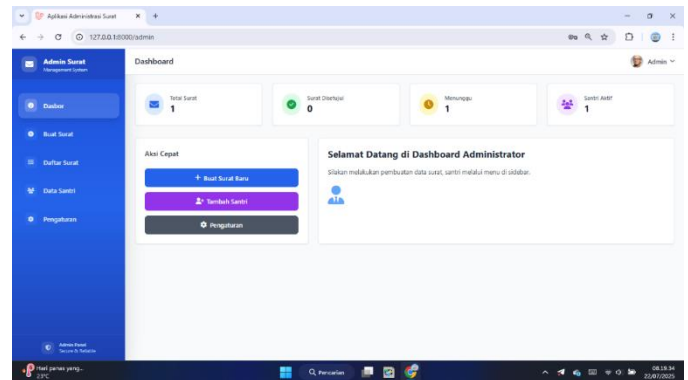 Aplikasi Administrasi Surat
127.0.0.1:8000/admin
Admin Surat
Management System
Dashboard
Admin
Dasbor
Buat Surat
Daftar Surat
Data Santri
Pengaturan
Total Surat
1
Surat Disetujui
0
Menunggu
1
Santri Aktif
1
Aksi Cepat
+ Buat Surat Baru
Tambah Santri
Pengaturan
Selamat Datang di Dashboard Administrator
Silakan melakukan pembuatan data surat, santri melalui menu di sidebar.
Admin Panel
Secure & Reliable
Hari panas yang...
23°C
Pencarian
08.19.34
22/07/2025